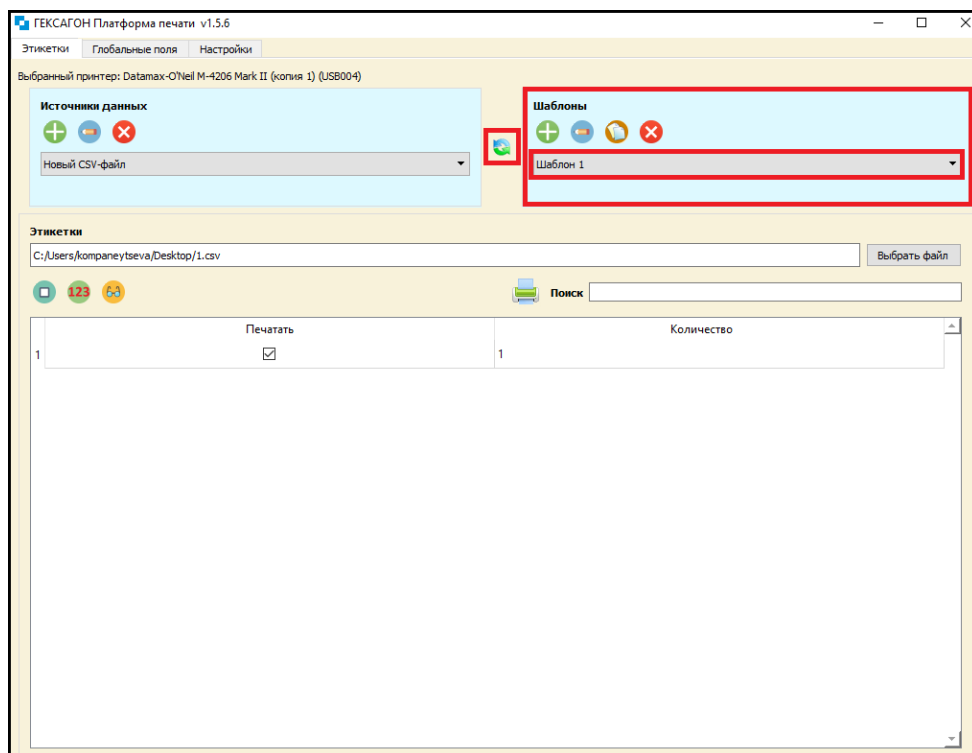 ГЕКСАГОН Платформа печати v1.5.6
Этикетки Глобальные поля Настройки
Выбранный принтер: Datamax-O'Neil M-4206 Mark II (копия 1) (USB004)
Источники данных
Новый CSV-файл
Шаблоны
Шаблон 1
Этикетки
C:/Users/kompaneytseva/Desktop/1.csv Выбрать файл
123 Поиск
Печатать Количество
1 1